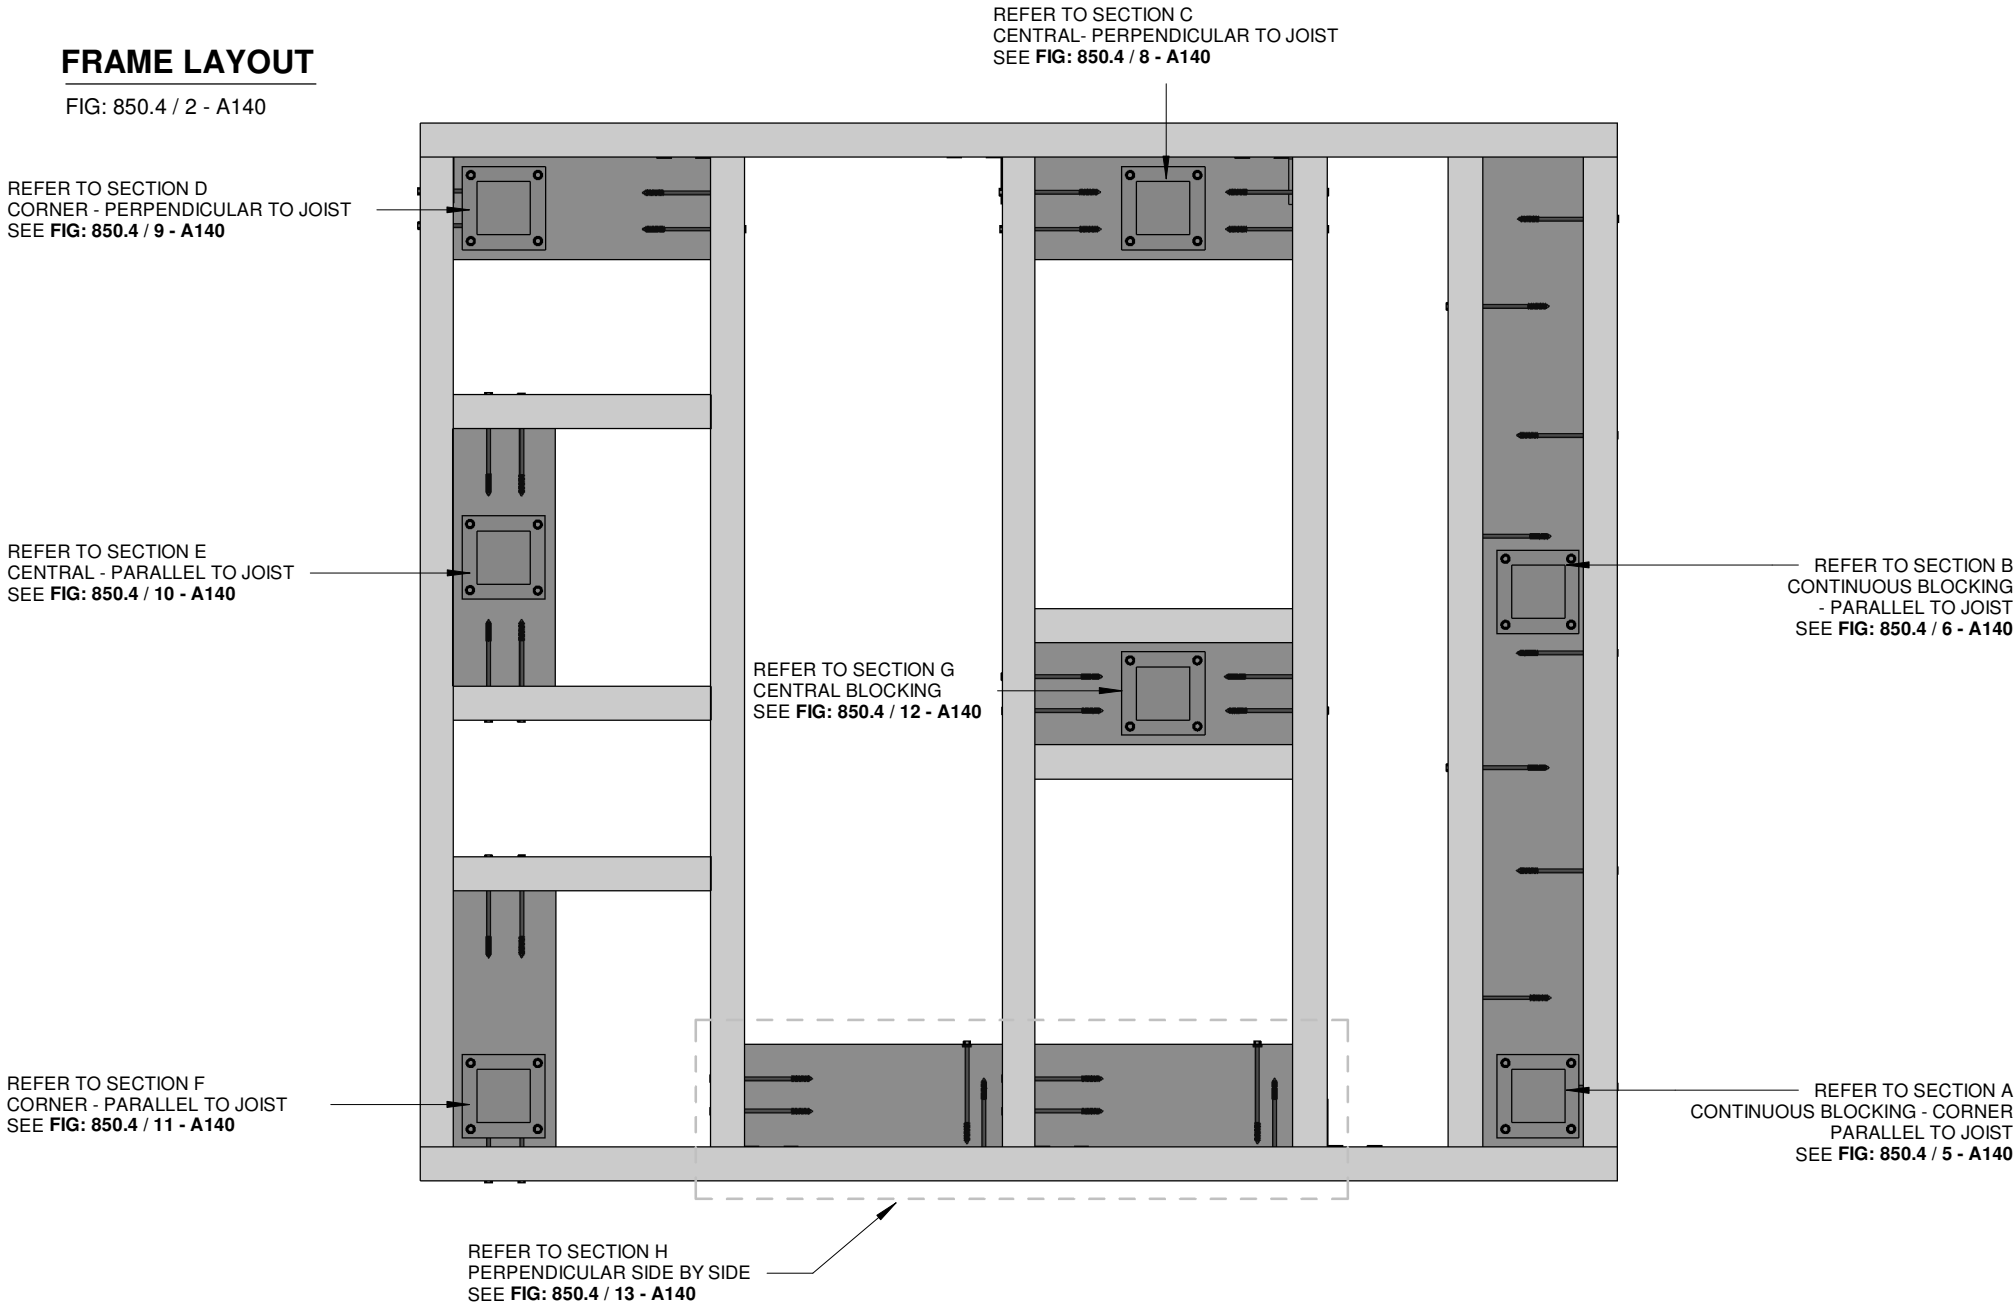 FRAME LAYOUT
FIG: 850.4 / 2 - A140
REFER TO SECTION C
CENTRAL- PERPENDICULAR TO JOIST
SEE FIG: 850.4 / 8 - A140
REFER TO SECTION D
CORNER - PERPENDICULAR TO JOIST
SEE FIG: 850.4 / 9 - A140
REFER TO SECTION E
CENTRAL - PARALLEL TO JOIST
SEE FIG: 850.4 / 10 - A140
REFER TO SECTION B
CONTINUOUS BLOCKING
- PARALLEL TO JOIST
SEE FIG: 850.4 / 6 - A140
REFER TO SECTION G
CENTRAL BLOCKING
SEE FIG: 850.4 / 12 - A140
REFER TO SECTION F
CORNER - PARALLEL TO JOIST
SEE FIG: 850.4 / 11 - A140
REFER TO SECTION A
CONTINUOUS BLOCKING - CORNER
PARALLEL TO JOIST
SEE FIG: 850.4 / 5 - A140
REFER TO SECTION H
PERPENDICULAR SIDE BY SIDE
SEE FIG: 850.4 / 13 - A140